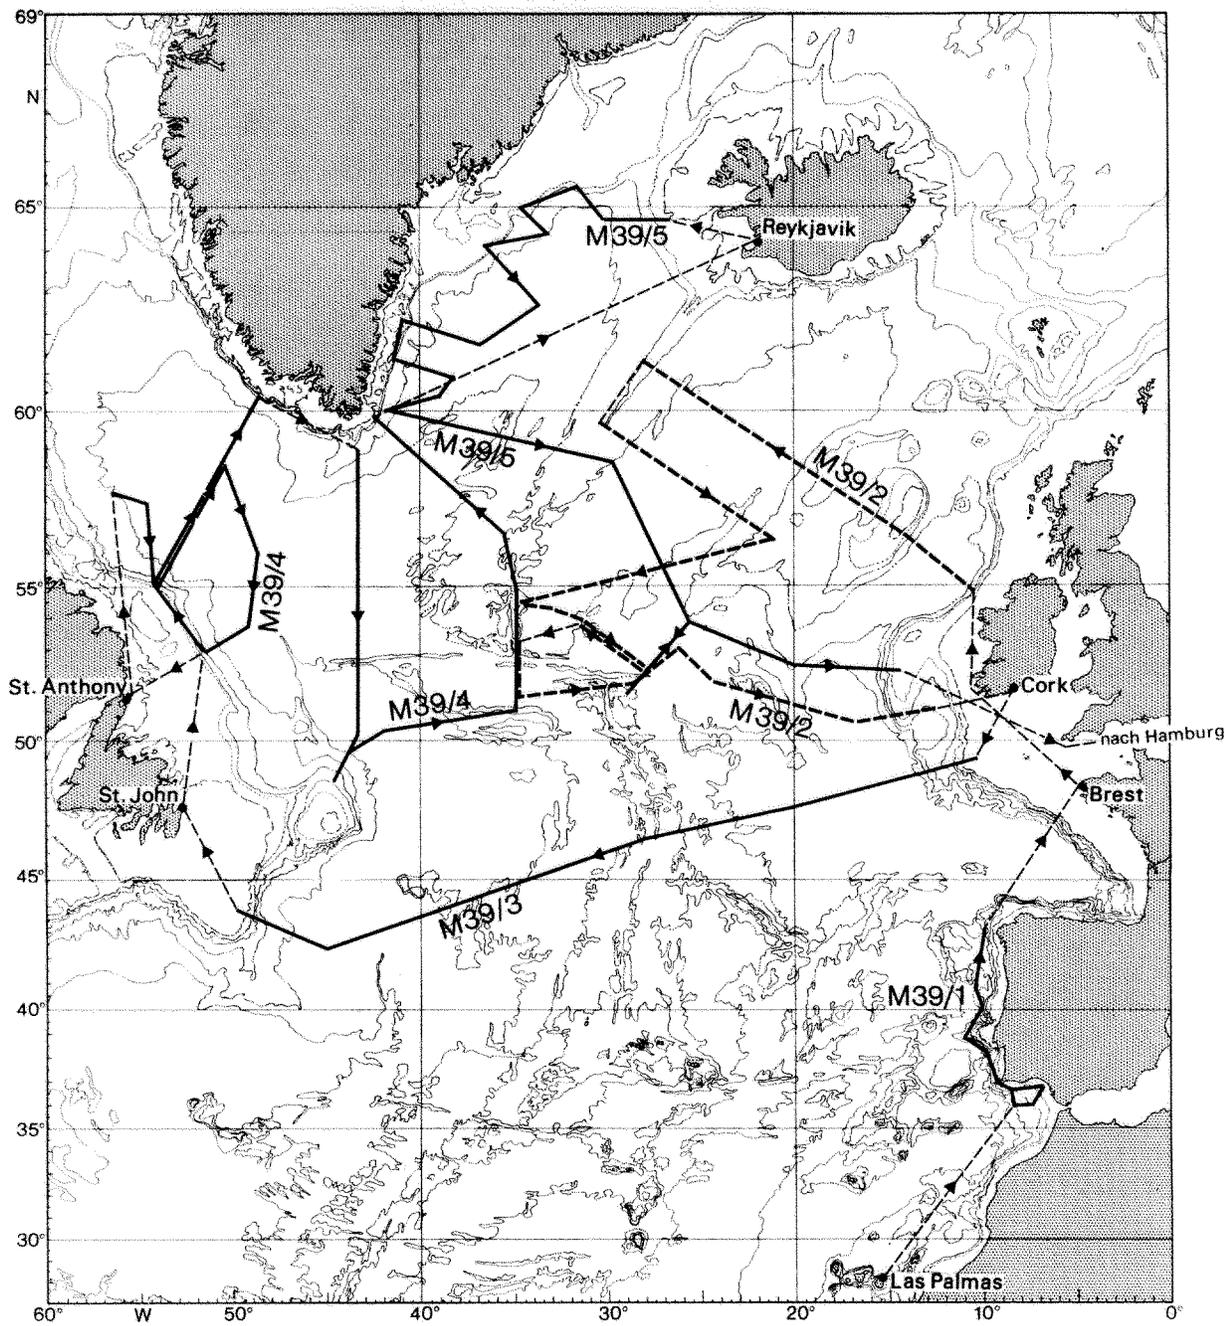 69°
N
65°
M39/5
Reykjavik
60°
M39/5
M39/2
55°
M39/4
St. Anthony
Cork
M39/4
M39/2
50°
nach Hamburg
St. John
Brest
45°
M39/3
M39/1
40°
35°
30°
Las Palmas
60° W 50° 40° 30° 20° 10° 0°